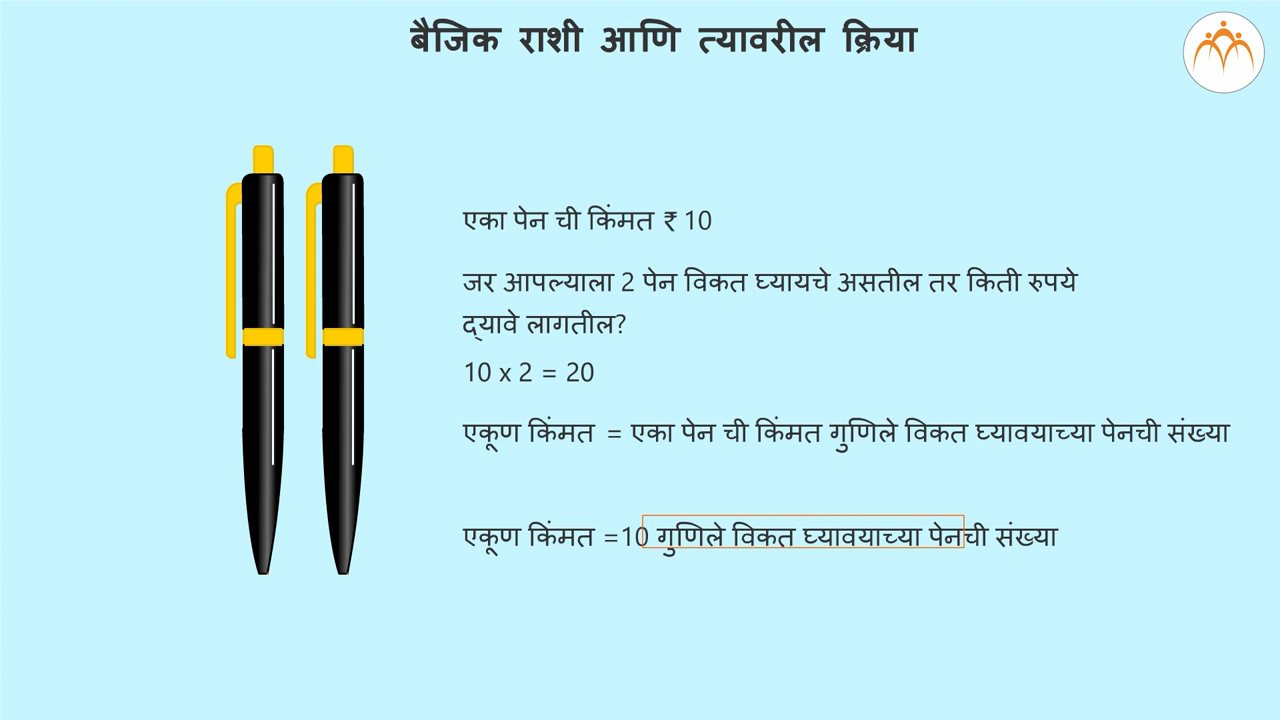 बैजिक राशी आणि त्यावरील क्रिया
एका पेन ची किंमत ₹ 10
जर आपल्याला 2 पेन विकत घ्यायचे असतील तर किती रुपये
द्यावे लागतील?
10 x 2 = 20
एकूण किंमत = एका पेन ची किंमत गुणिले विकत घ्यावयाच्या पेनची संख्या
एकूण किंमत =10 गुणिले विकत घ्यावयाच्या पेनची संख्या